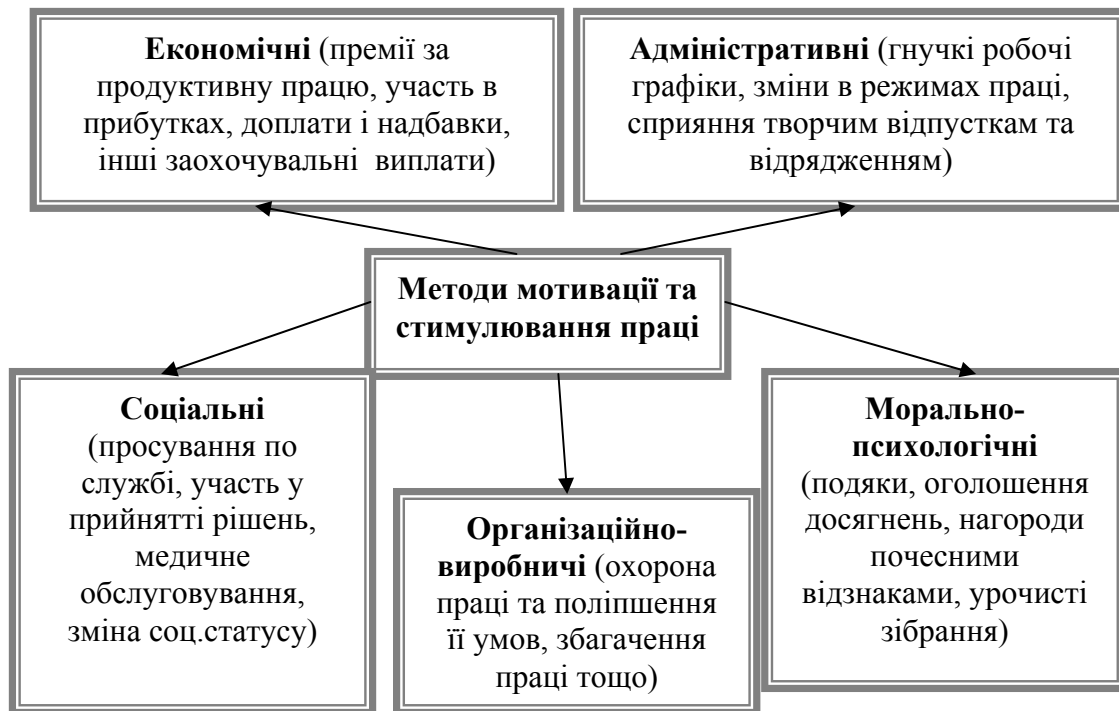 Економічні (премії за
продуктивну працю, участь в
прибутках, доплати і надбавки,
інші заохочувальні виплати)
Адміністративні (гнучкі робочі
графіки, зміни в режимах праці,
сприяння творчим відпусткам та
відрядженням)
Методи мотивації та
стимулювання праці
Соціальні
(просування по
службі, участь у
прийнятті рішень,
медичне
обслуговування,
зміна соц.статусу)
Організаційно-
виробничі (охорона
праці та поліпшення
її умов, збагачення
праці тощо)
Морально-
психологічні
(подяки, оголошення
досягнень, нагороди
почесними
відзнаками, урочисті
зібрання)